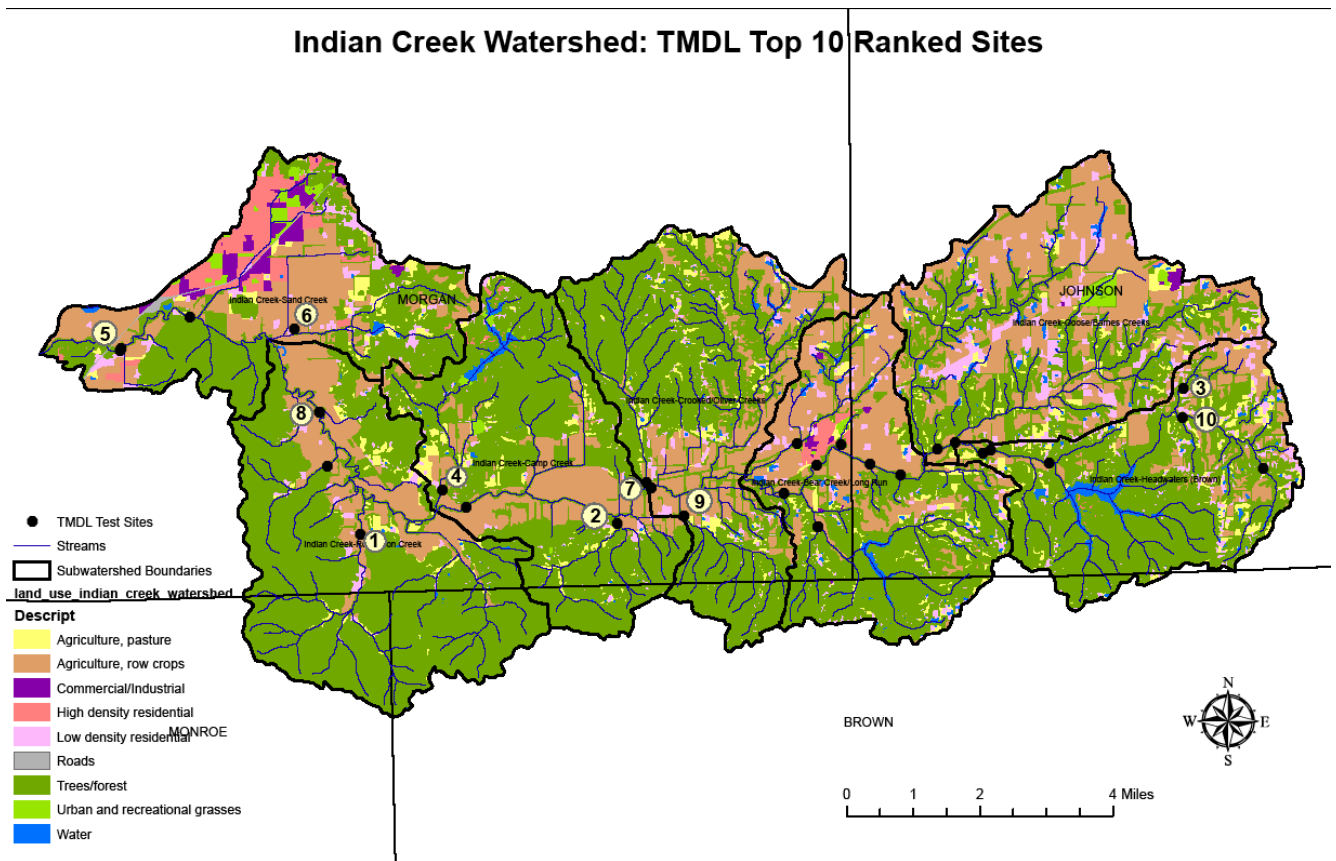 Indian Creek Watershed: TMDL Top 10 Ranked Sites
Indian Creek-Sand Creek
MORGAN
JOHNSON
Indian Creek-Goose/Barnes Creeks
5
6
3
8
10
Indian Creek-Crooked/Oliver Creeks
4
Indian Creek-Camp Creek
7
Indian Creek-Bear Creek/Long Run
Indian Creek-Headwaters (Brown)
2
9
1
Indian Creek-R on Creek
TMDL Test Sites
Streams
Subwatershed Boundaries
land_use_indian_creek_watershed
Descript
Agriculture, pasture
Agriculture, row crops
Commercial/Industrial
High density residential
Low density residential
Roads
Trees/forest
Urban and recreational grasses
Water
MONROE
BROWN
N
W
E
S
0
1
2
4 Miles